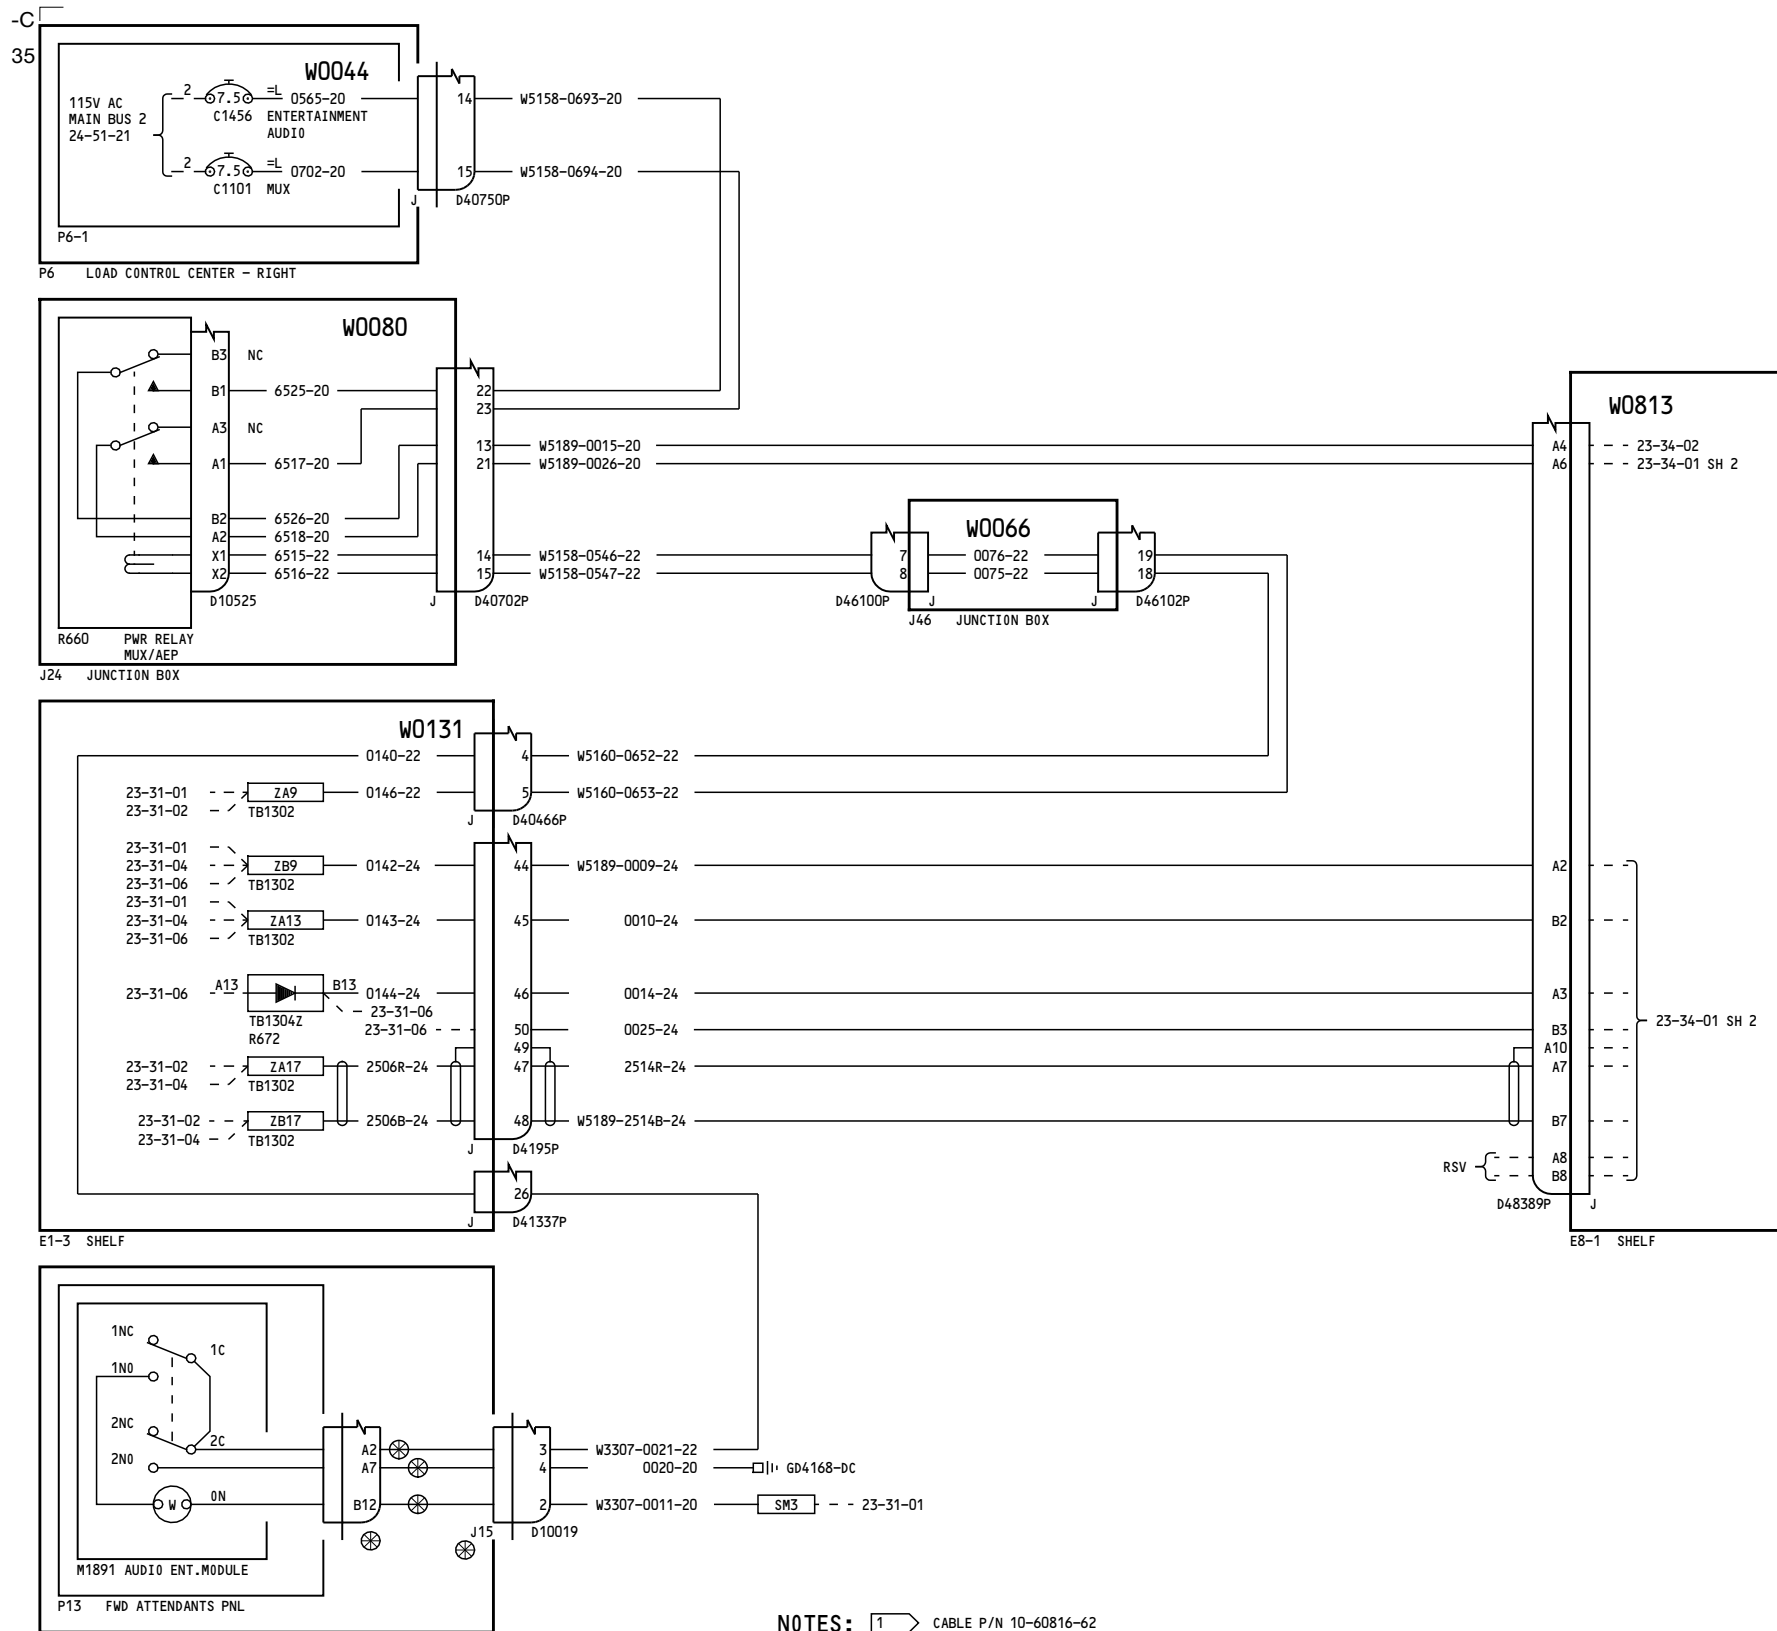 -C
35
W0044
115V AC
MAIN BUS 2
24-51-21
2 7.5 =L 0565-20
C1456 ENTERTAINMENT
AUDIO
2 7.5 =L 0702-20
C1101 MUX
14 W5158-0693-20
15 W5158-0694-20
J D40750P
P6-1
P6 LOAD CONTROL CENTER - RIGHT
W0080
B3 NC
B1 6525-20
A3 NC
A1 6517-20
B2 6526-20
A2 6518-20
X1 6515-22
X2 6516-22
D10525
22
23
13 W5189-0015-20
21 W5189-0026-20
14 W5158-0546-22
15 W5158-0547-22
J D40702P
R660 PWR RELAY
MUX/AEP
J24 JUNCTION BOX
W0066
7 0076-22 19
8 0075-22 18
D46100P J J D46102P
J46 JUNCTION BOX
W0813
A4 23-34-02
A6 23-34-01 SH 2
W0131
0140-22 4 W5160-0652-22
23-31-01 ZA9 0146-22 5 W5160-0653-22
23-31-02 TB1302
J D40466P
23-31-01
23-31-04 ZB9 0142-24 44 W5189-0009-24 A2
23-31-06 TB1302
23-31-01
23-31-04 ZA13 0143-24 45 0010-24 B2
23-31-06 TB1302
23-31-06 A13 B13 0144-24 46 0014-24 A3
23-31-06
TB1304Z
R672
23-31-06 50 0025-24 B3
23-34-01 SH 2
49 A10
23-31-02 ZA17 2506R-24 47 2514R-24 A7
23-31-04 TB1302
23-31-02 ZB17 2506B-24 48 W5189-2514B-24 B7
23-31-04 TB1302
J D4195P
RSV A8
B8
26
J D41337P
D48389P J
E1-3 SHELF
E8-1 SHELF
1NC
1C
1NO
2NC
2C
2NO
W ON
A2 3 W3307-0021-22
A7 4 0020-20 GD4168-DC
B12 2 W3307-0011-20 SM3 23-31-01
J15 D10019
M1891 AUDIO ENT.MODULE
P13 FWD ATTENDANTS PNL
NOTES: 1 CABLE P/N 10-60816-62